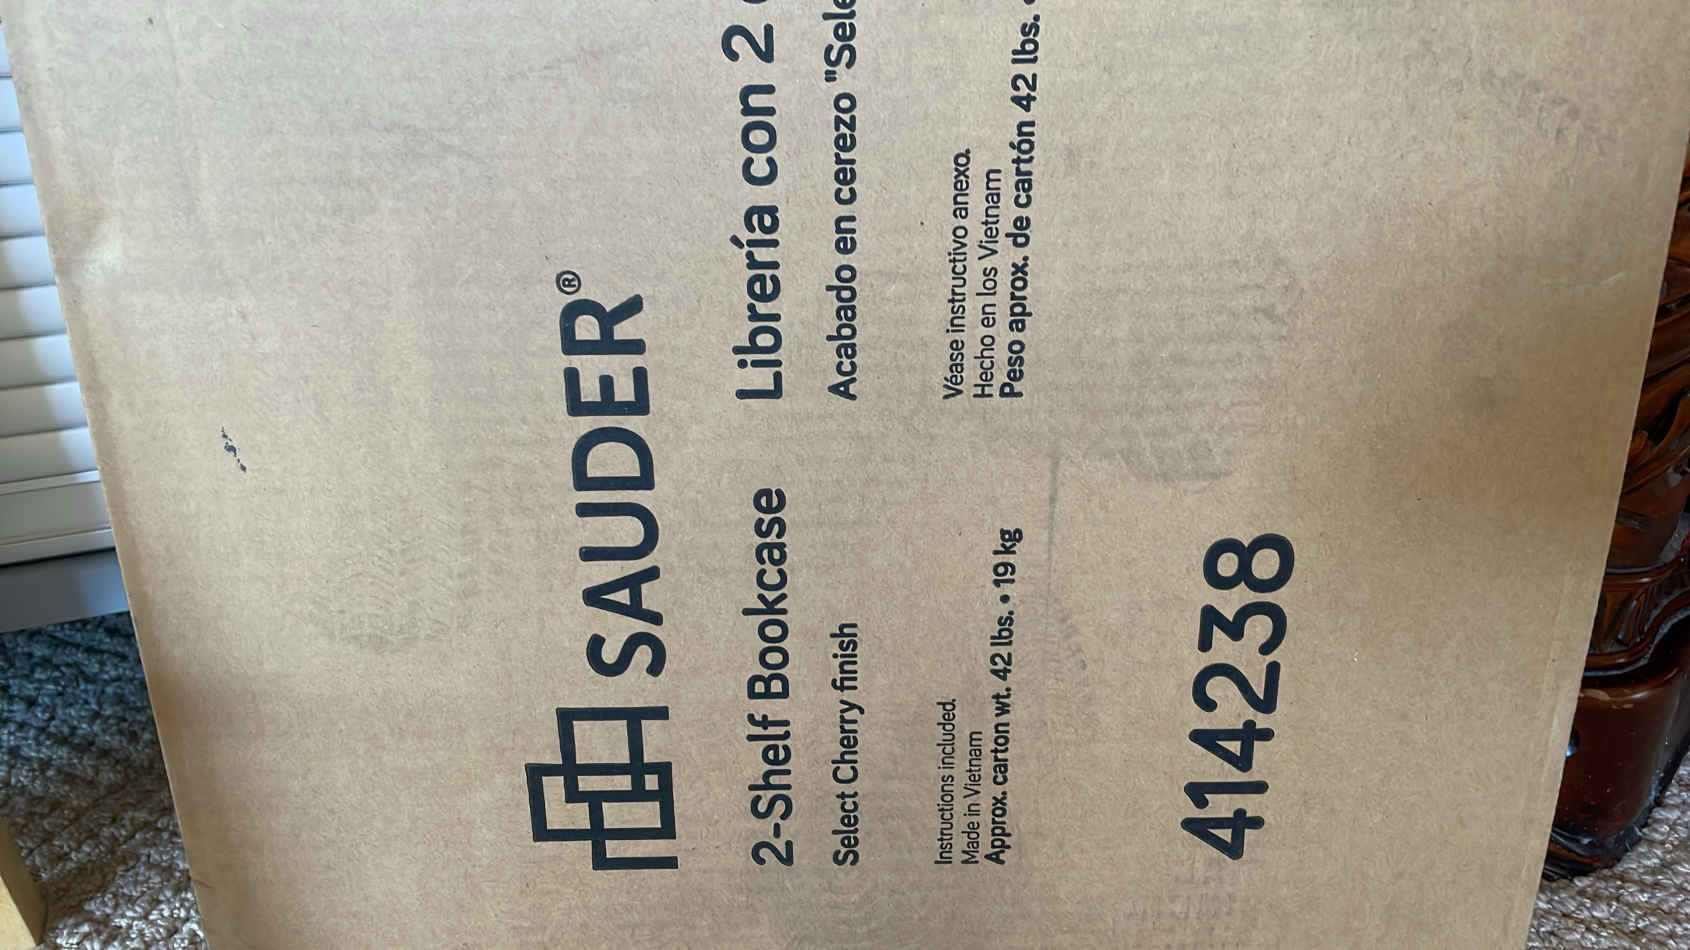 SAUDER®
2-Shelf Bookcase
Select Cherry finish
Instructions included.
Made in Vietnam
Approx. carton wt. 42 lbs. • 19 kg
Librería con 2
Acabado en cerezo
Véase instructivo anexo.
Hecho en los Vietnam
Peso aprox. de cartón 42 lbs. •
414238